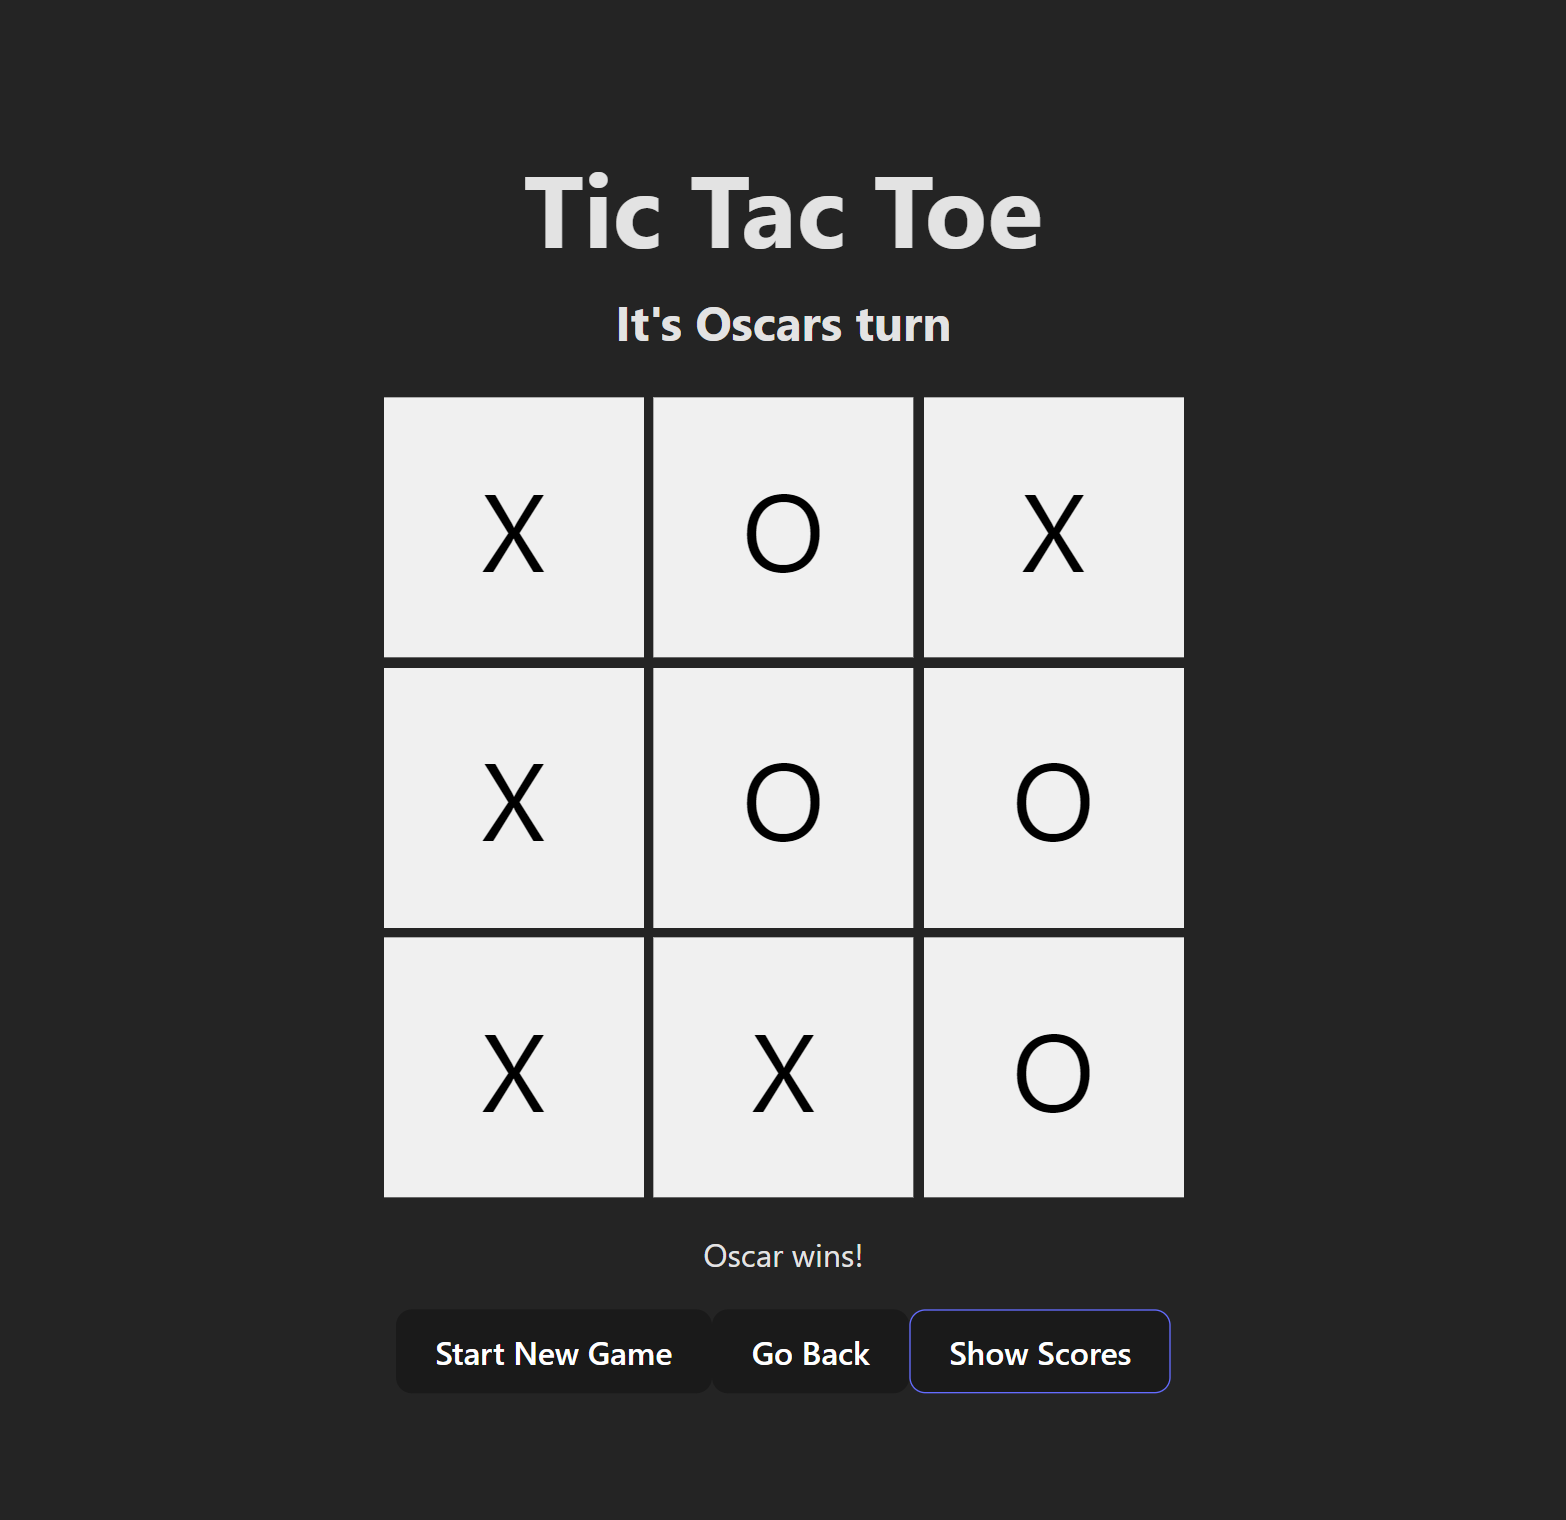 Tic Tac Toe
It's Oscars turn
X O X
X O O
X X O
Oscar wins!
Start New Game Go Back Show Scores